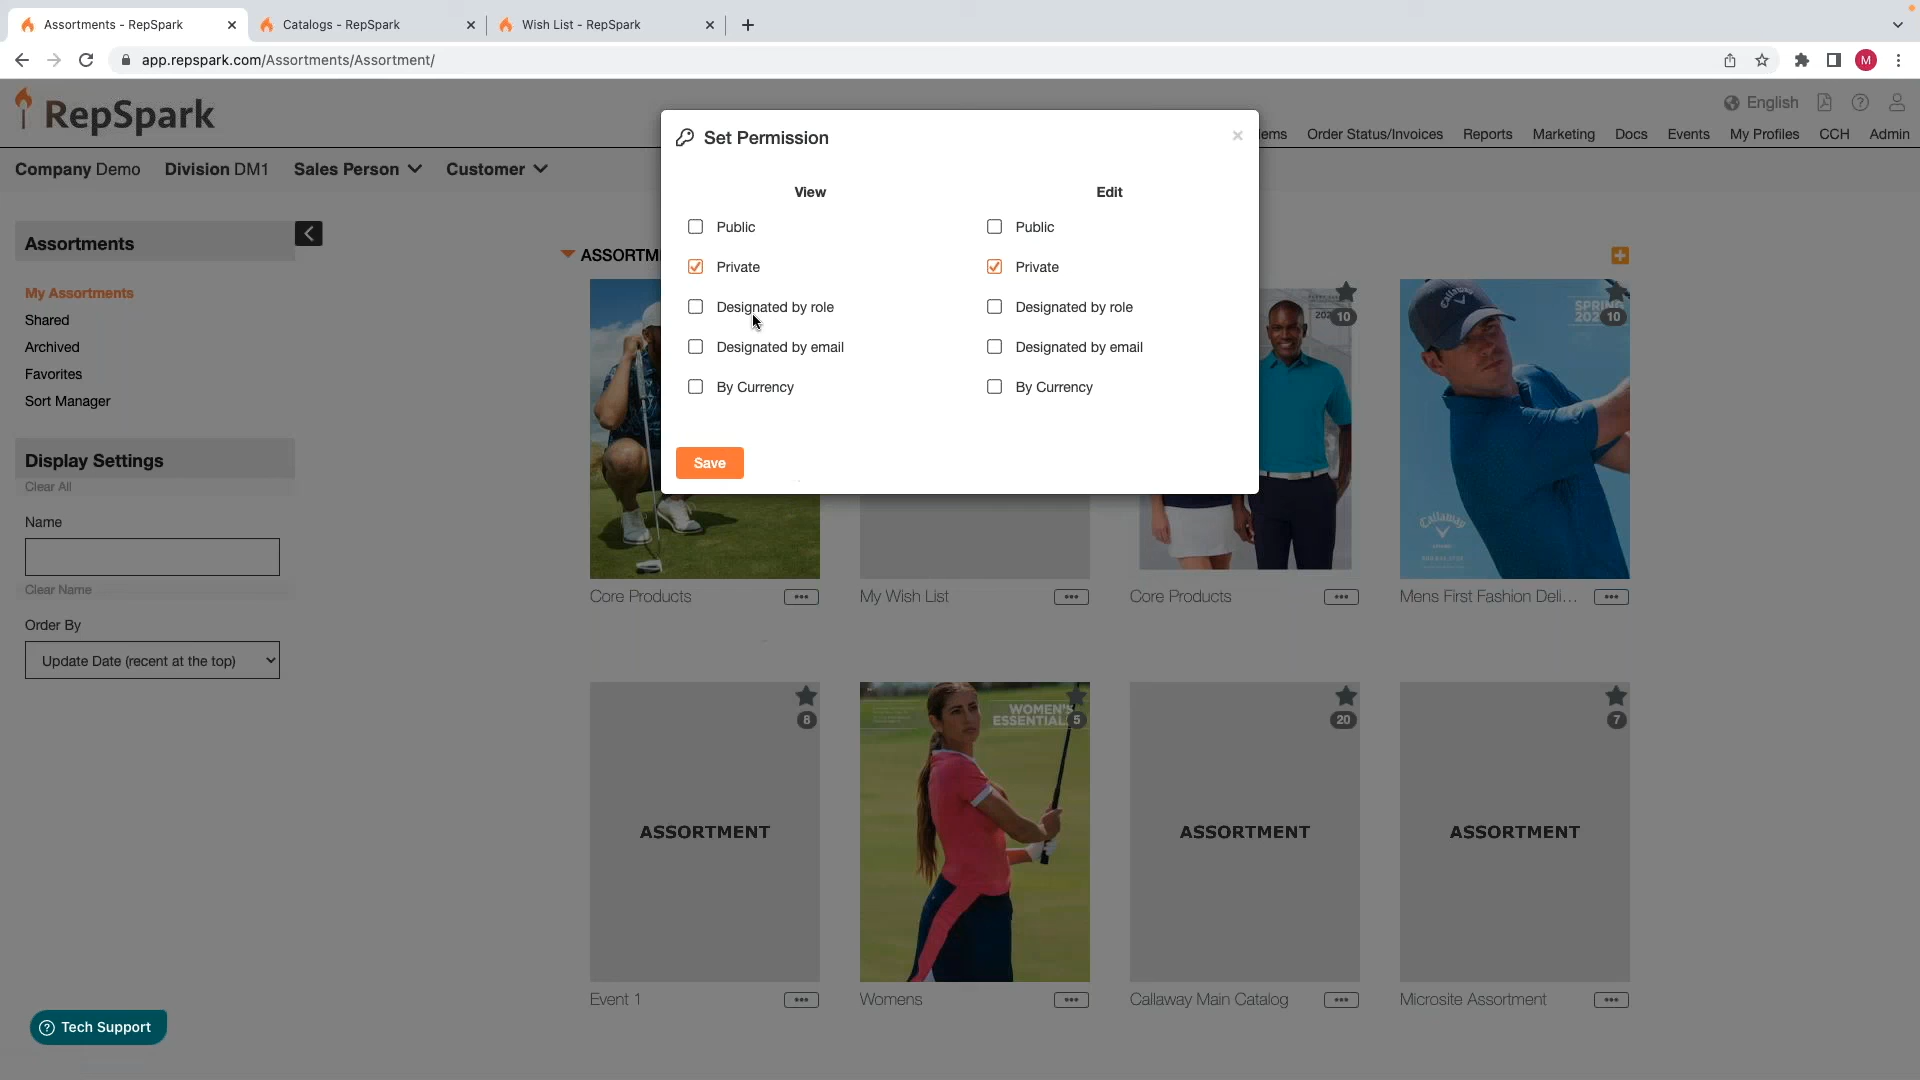 Assortments - RepSpark
Catalogs - RepSpark
Wish List - RepSpark
app.repspark.com/Assortments/Assortment/
M
RepSpark
English
ems
Order Status/Invoices
Reports
Marketing
Docs
Events
My Profiles
CCH
Admin
Company Demo
Division DM1
Sales Person
Customer
Set Permission
View
Edit
Public
Public
Private
Private
Designated by role
Designated by role
Designated by email
Designated by email
By Currency
By Currency
Save
Assortments
My Assortments
Shared
Archived
Favorites
Sort Manager
Display Settings
Clear All
Name
Clear Name
Order By
Update Date (recent at the top)
ASSORTM
202
10
Callaway
SPRING
202
10
Callaway
Core Products
My Wish List
Core Products
Mens First Fashion Deli...
8
WOMEN'S
ESSENTIAL
5
20
7
ASSORTMENT
ASSORTMENT
ASSORTMENT
Event 1
Womens
Callaway Main Catalog
Microsite Assortment
Tech Support